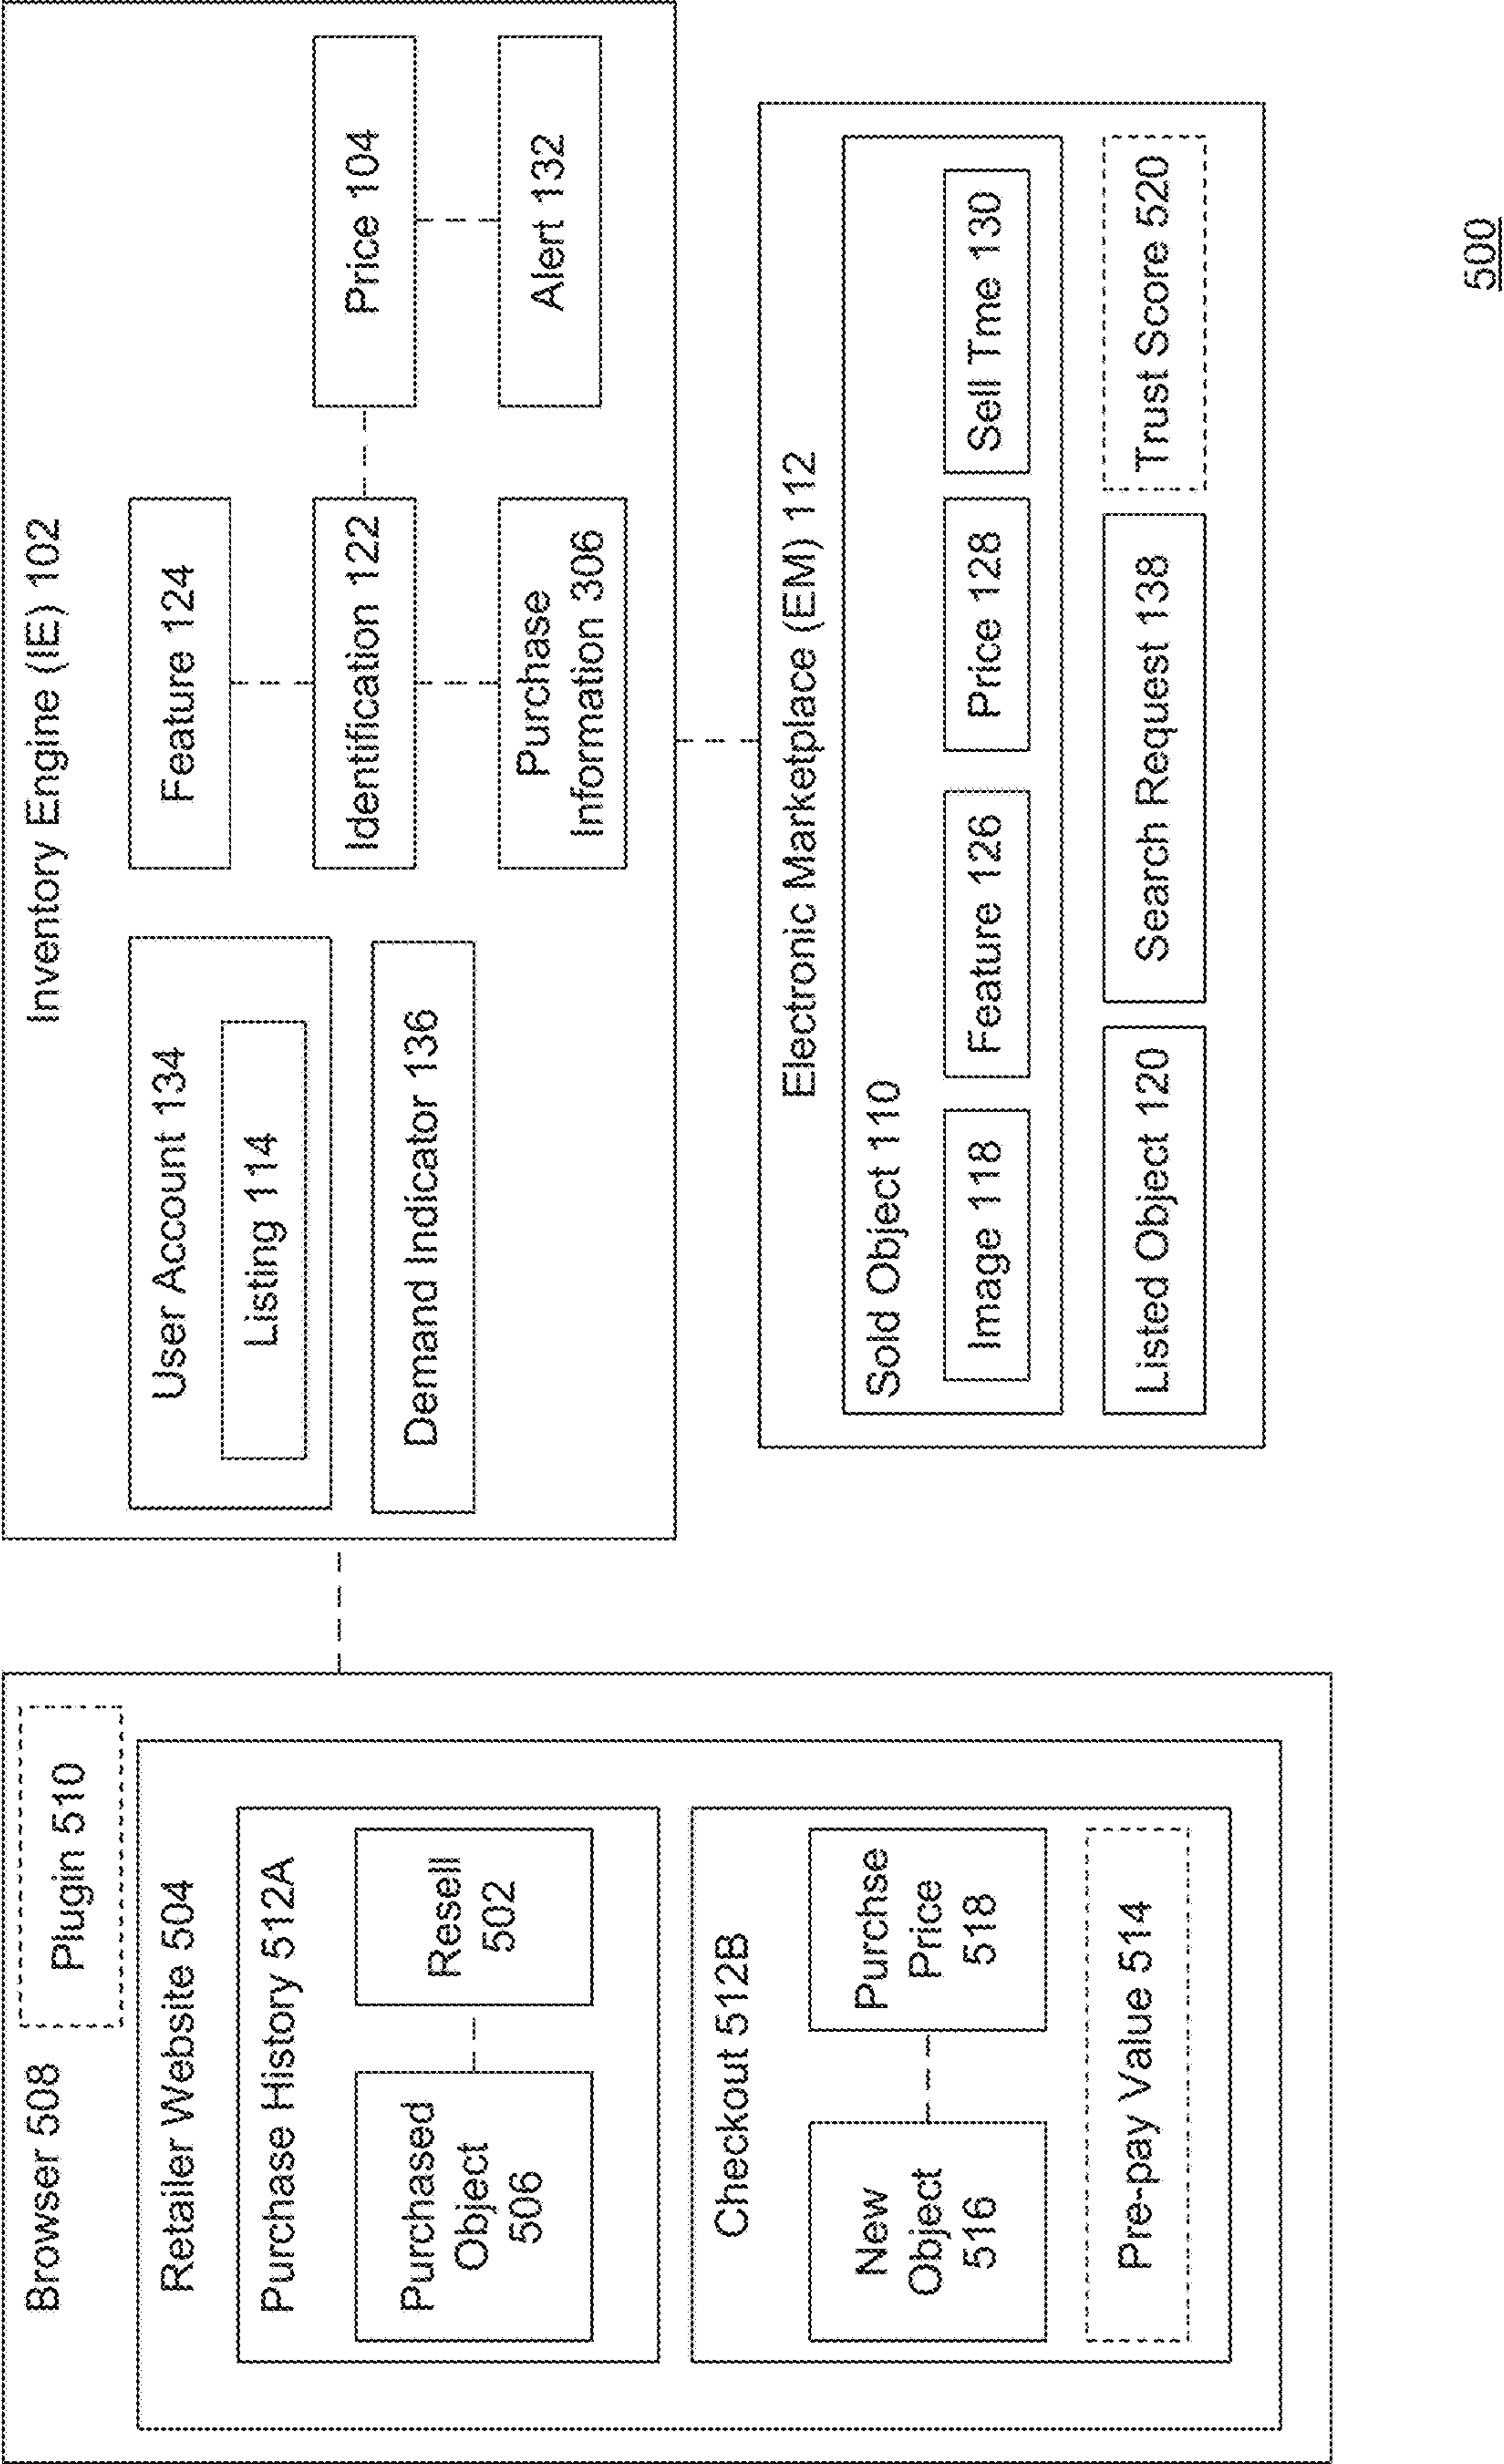 Browser 508
Plugin 510
Retailer Website 504
Purchase History 512A
Purchased
Object
506
Resell
502
Checkout 512B
New
Object
516
Purchse
Price
518
Pre-pay Value 514
Inventory Engine (IE) 102
User Account 134
Listing 114
Demand Indicator 136
Feature 124
Identification 122
Purchase
Information 306
Price 104
Alert 132
Electronic Marketplace (EM) 112
Sold Object 110
Image 118
Feature 126
Price 128
Sell Tme 130
Listed Object 120
Search Request 138
Trust Score 520
500